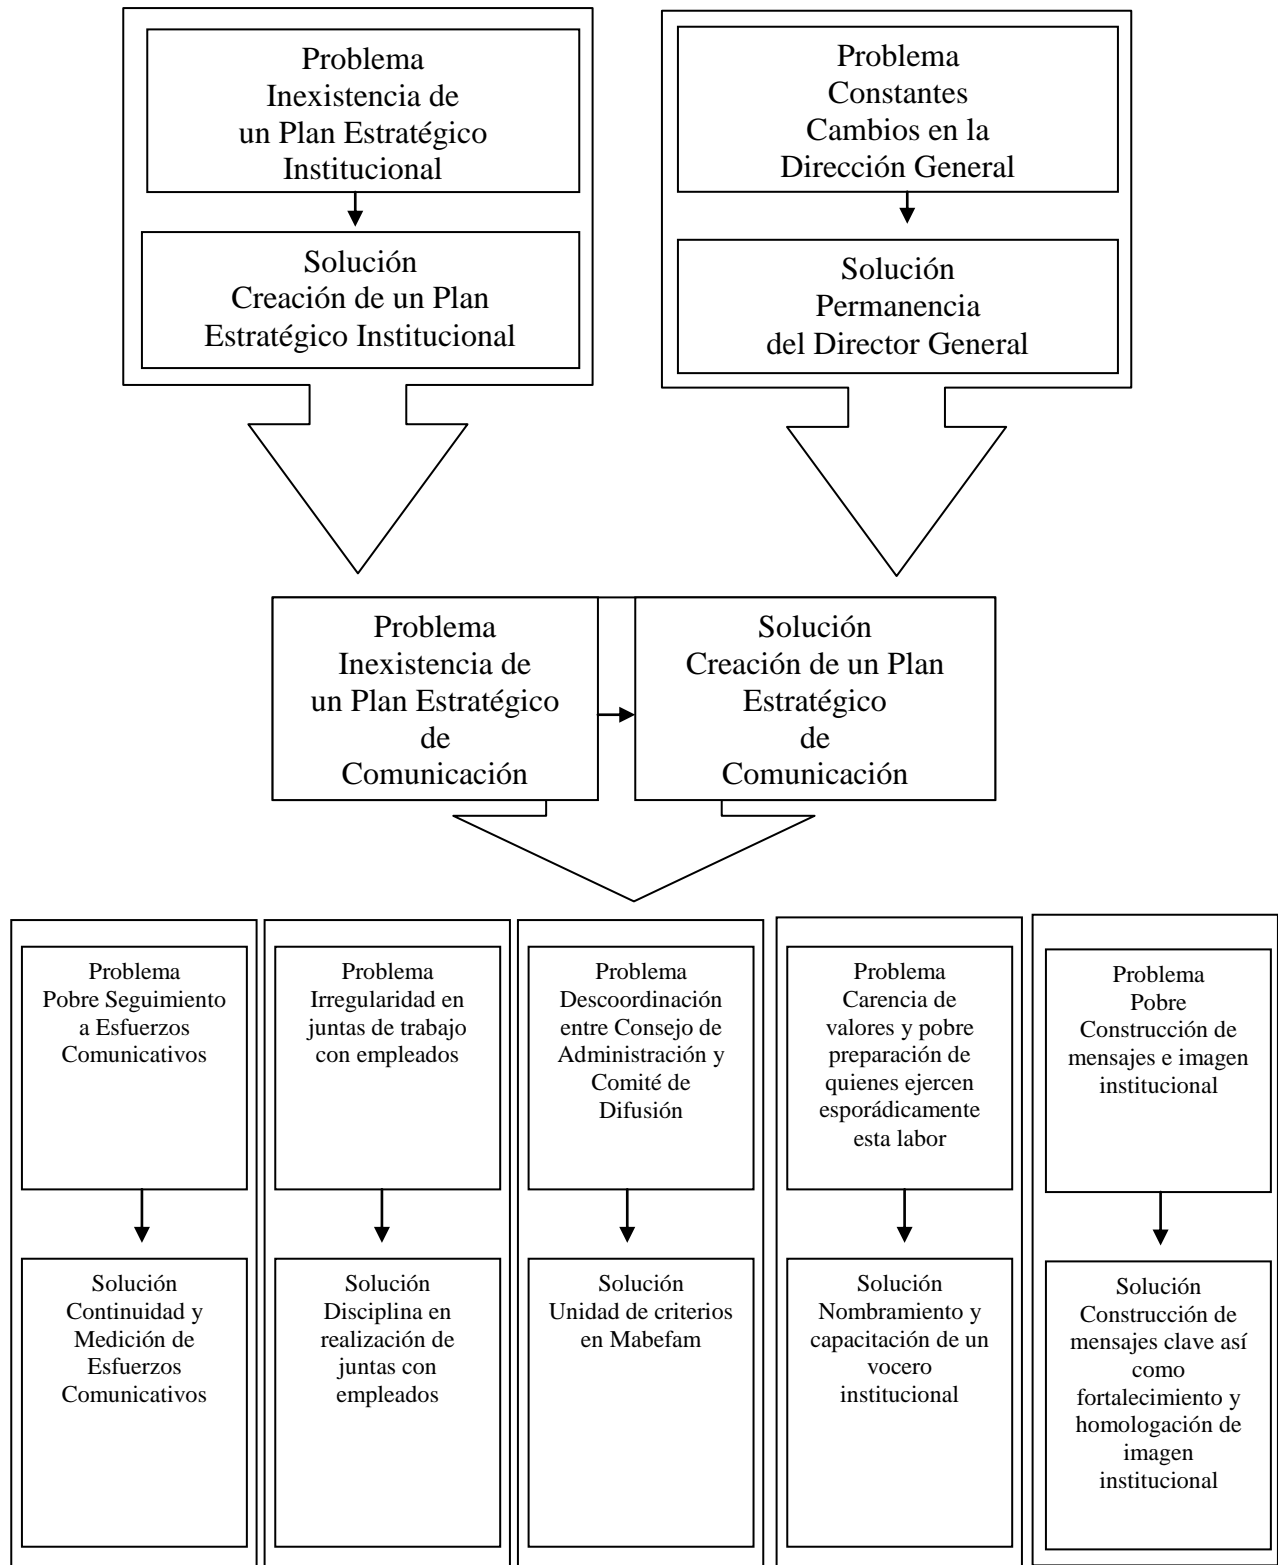 Problema
Inexistencia de
un Plan Estratégico
Institucional
Solución
Creación de un Plan
Estratégico Institucional
Problema
Constantes
Cambios en la
Dirección General
Solución
Permanencia
del Director General
Problema
Inexistencia de
un Plan Estratégico
de
Comunicación
Solución
Creación de un Plan
Estratégico
de
Comunicación
Problema
Pobre Seguimiento
a Esfuerzos
Comunicativos
Solución
Continuidad y
Medición de
Esfuerzos
Comunicativos
Problema
Irregularidad en
juntas de trabajo
con empleados
Solución
Disciplina en
realización de
juntas con
empleados
Problema
Descoordinación
entre Consejo de
Administración y
Comité de
Difusión
Solución
Unidad de criterios
en Mabefam
Problema
Carencia de
valores y pobre
preparación de
quienes ejercen
esporádicamente
esta labor
Solución
Nombramiento y
capacitación de un
vocero
institucional
Problema
Pobre
Construcción de
mensajes e imagen
institucional
Solución
Construcción de
mensajes clave así
como
fortalecimiento y
homologación de
imagen
institucional